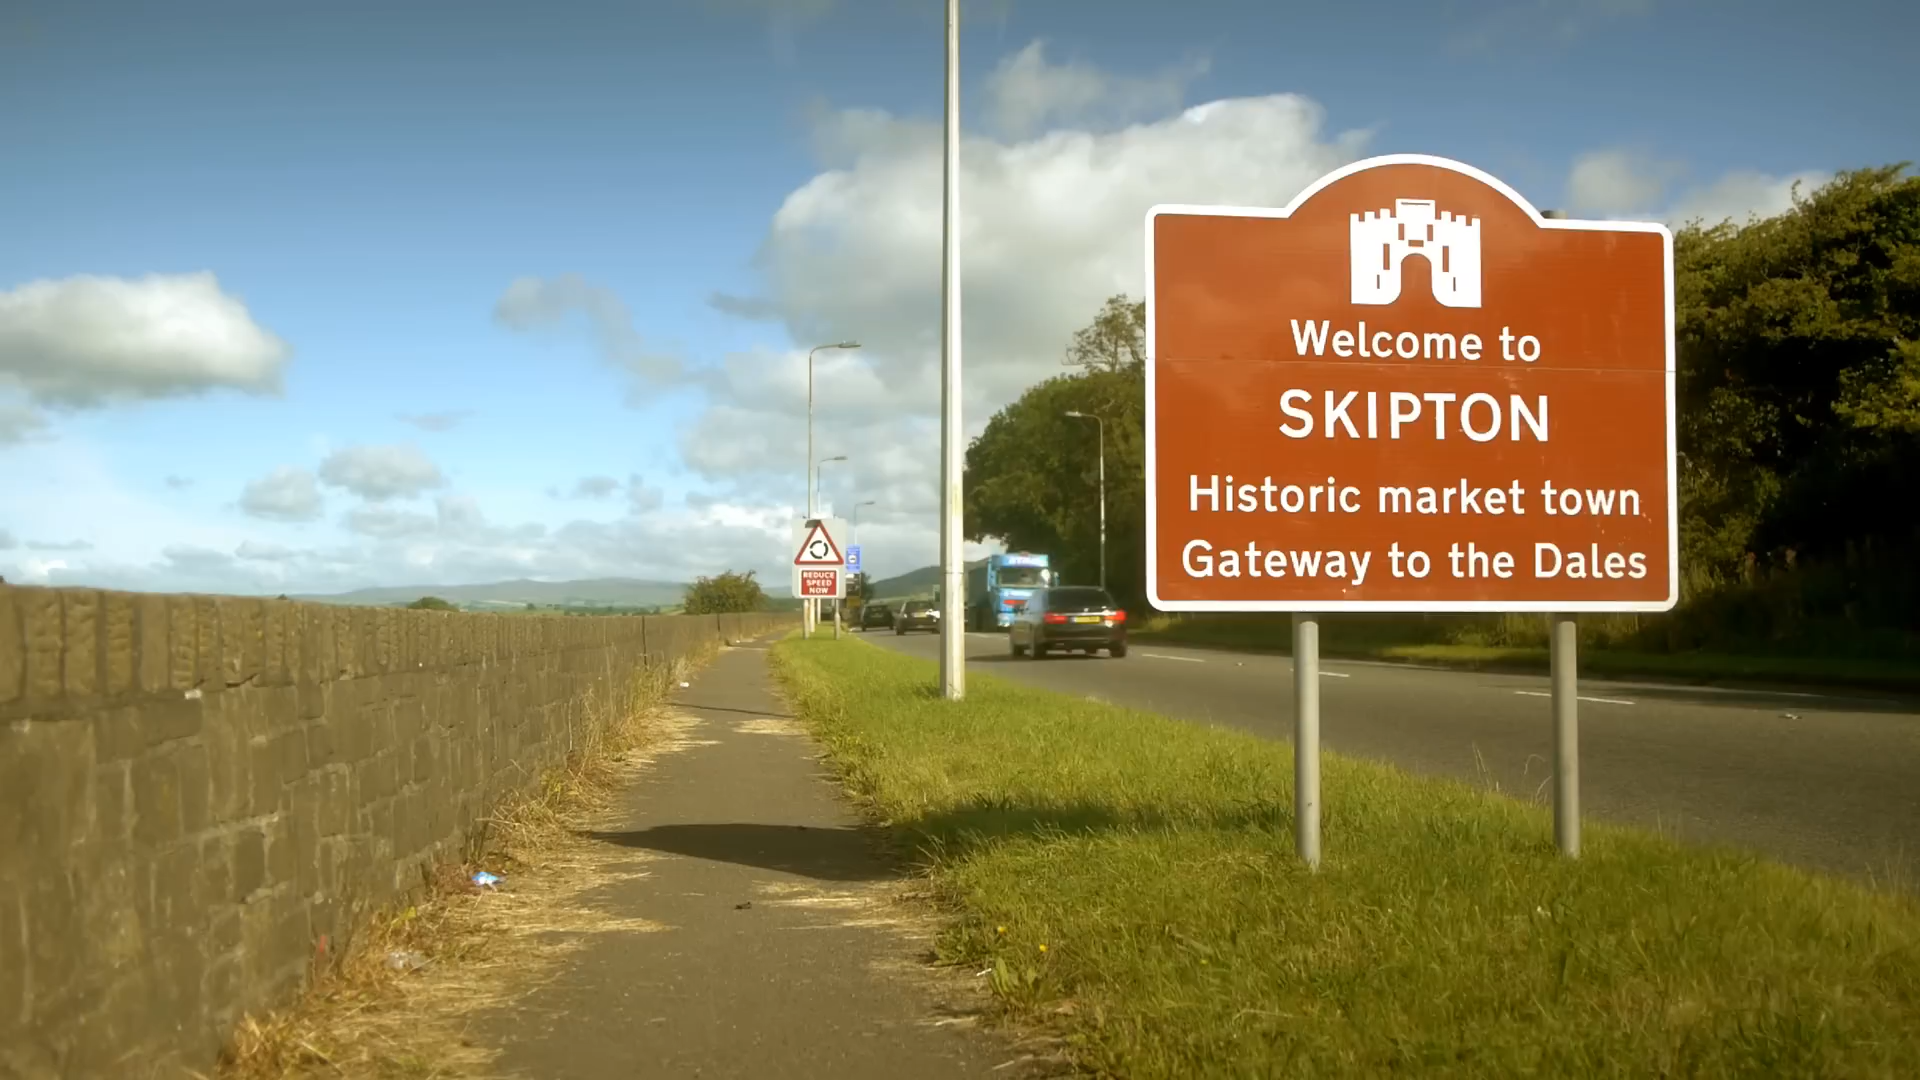 Welcome to
SKIPTON
Historic market town
Gateway to the Dales
REDUCE
SPEED
NOW